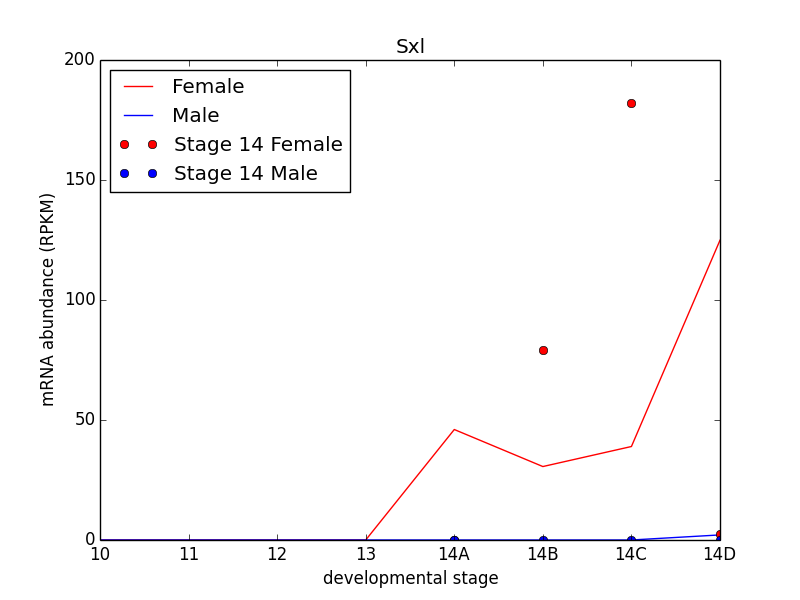 Sxl
200
150
100
50
0
mRNA abundance (RPKM)
Female
Male
Stage 14 Female
Stage 14 Male
10 11 12 13 14A 14B 14C 14D
developmental stage